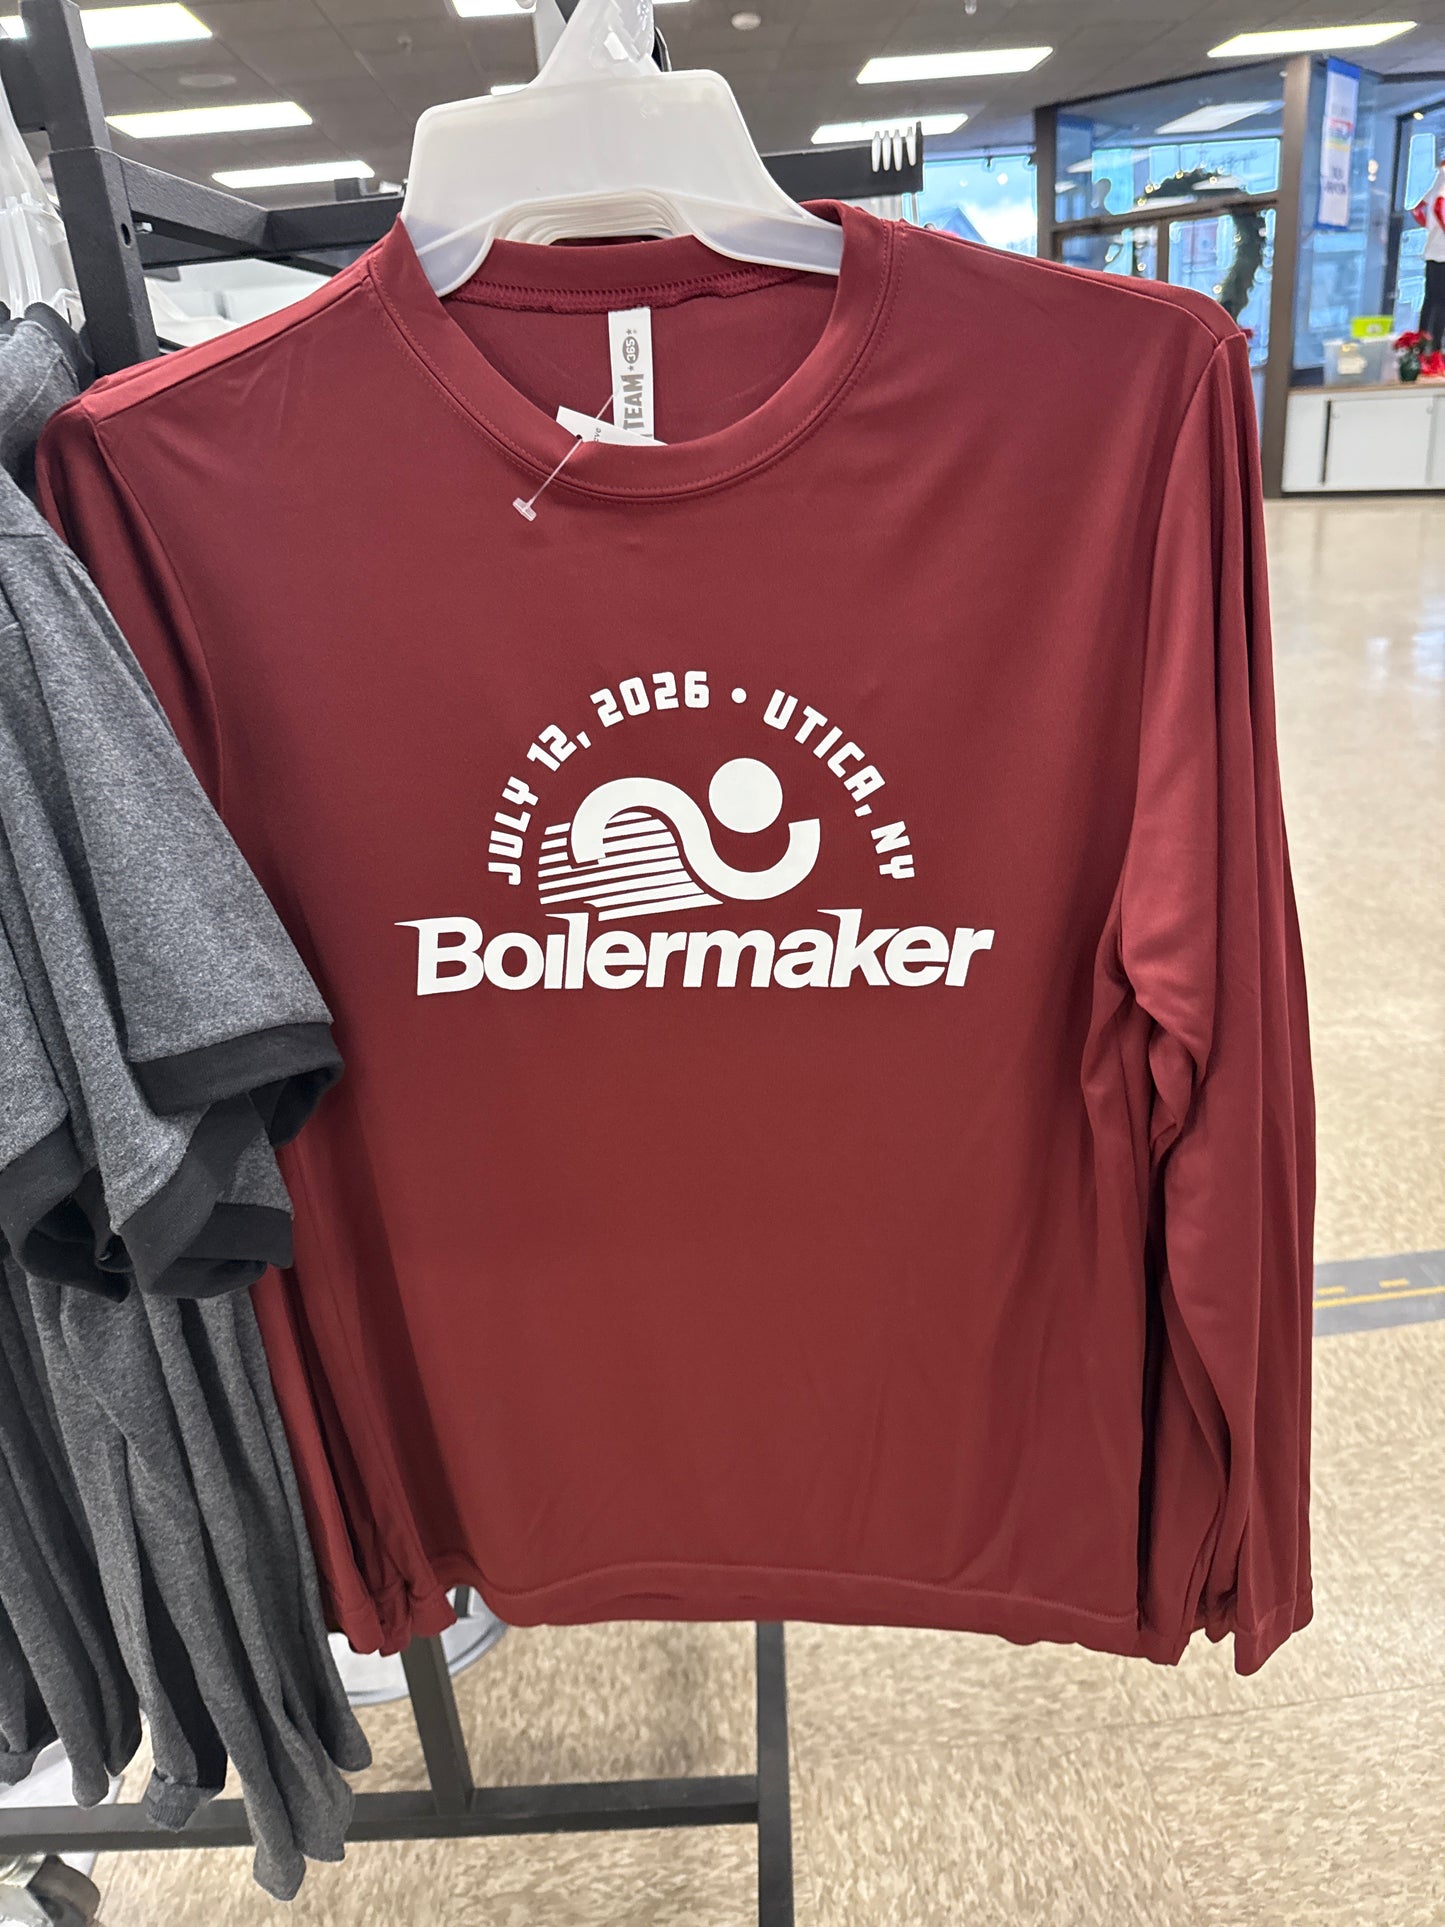 TEAM 365
JULY 12, 2026 • UTICA, NY
Boilermaker